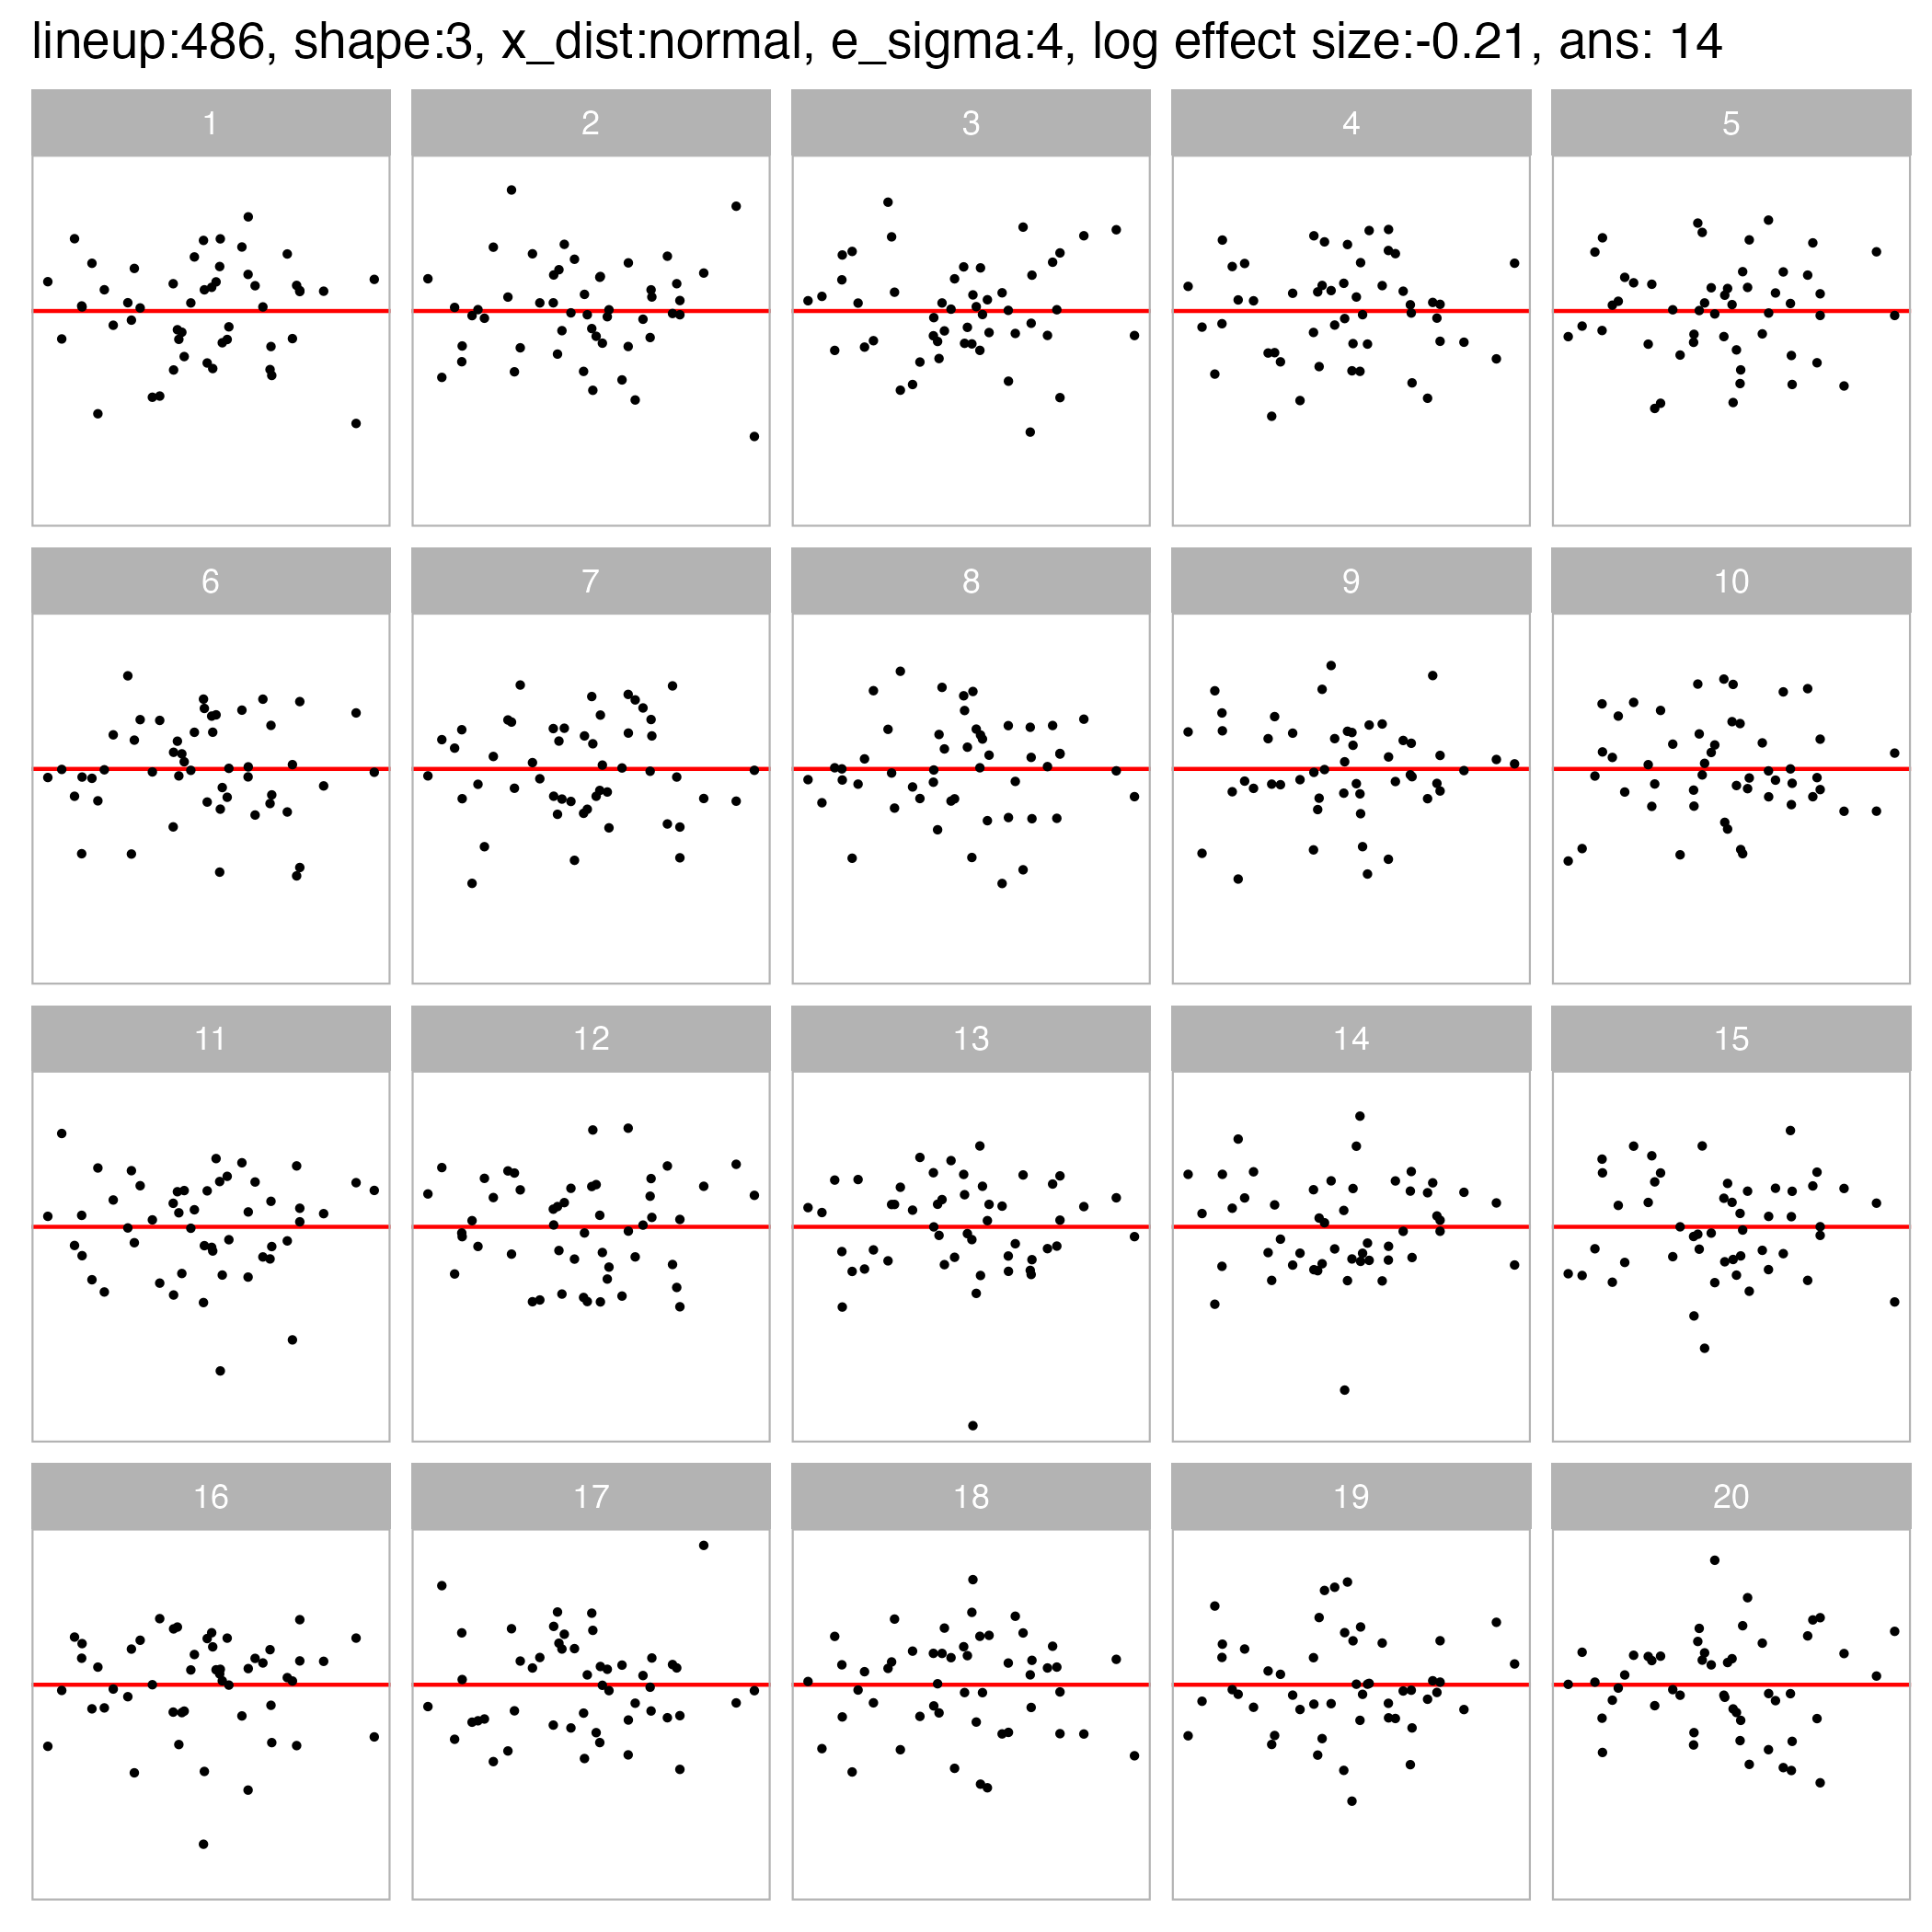 lineup:486, shape:3, x_dist:normal, e_sigma:4, log effect size:-0.21, ans: 14
1 2 3 4 5
6 7 8 9 10
11 12 13 14 15
16 17 18 19 20